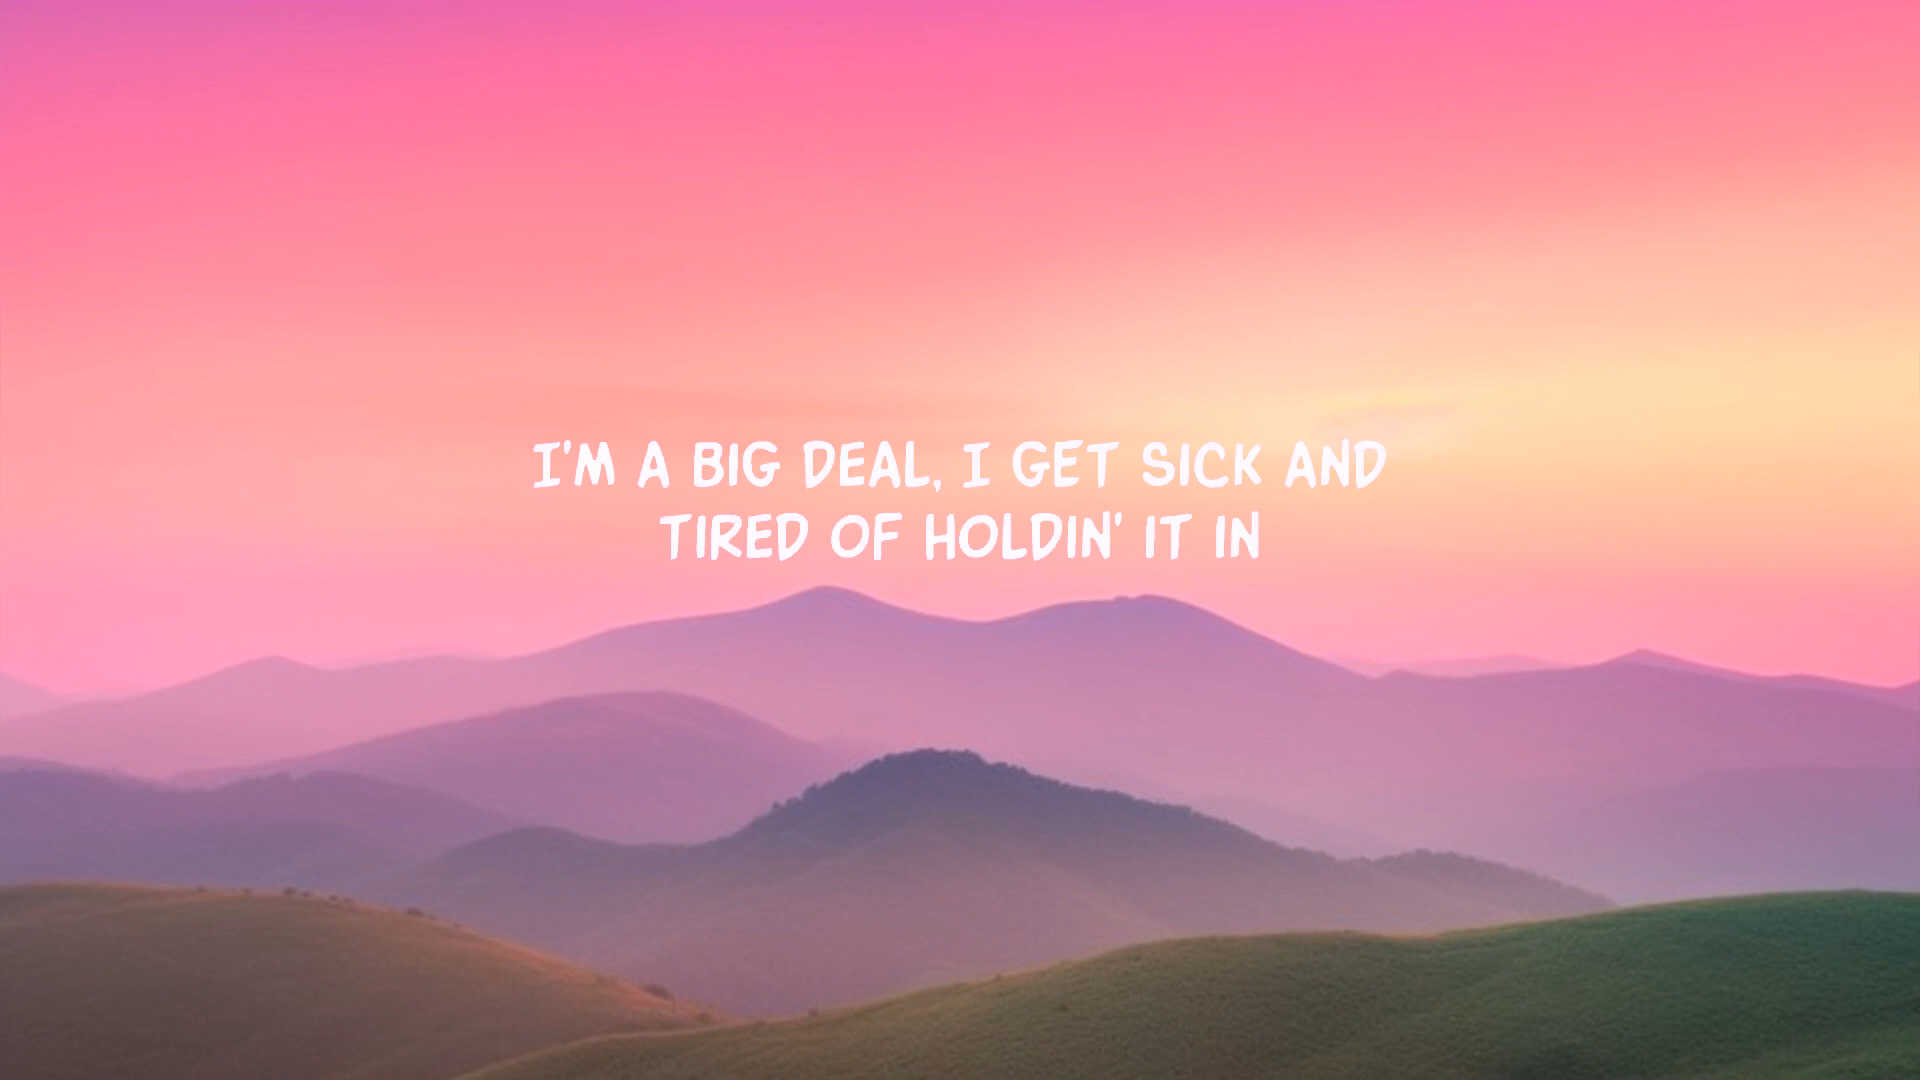 I'M A BIG DEAL, I GET SICK AND
TIRED OF HOLDIN' IT IN